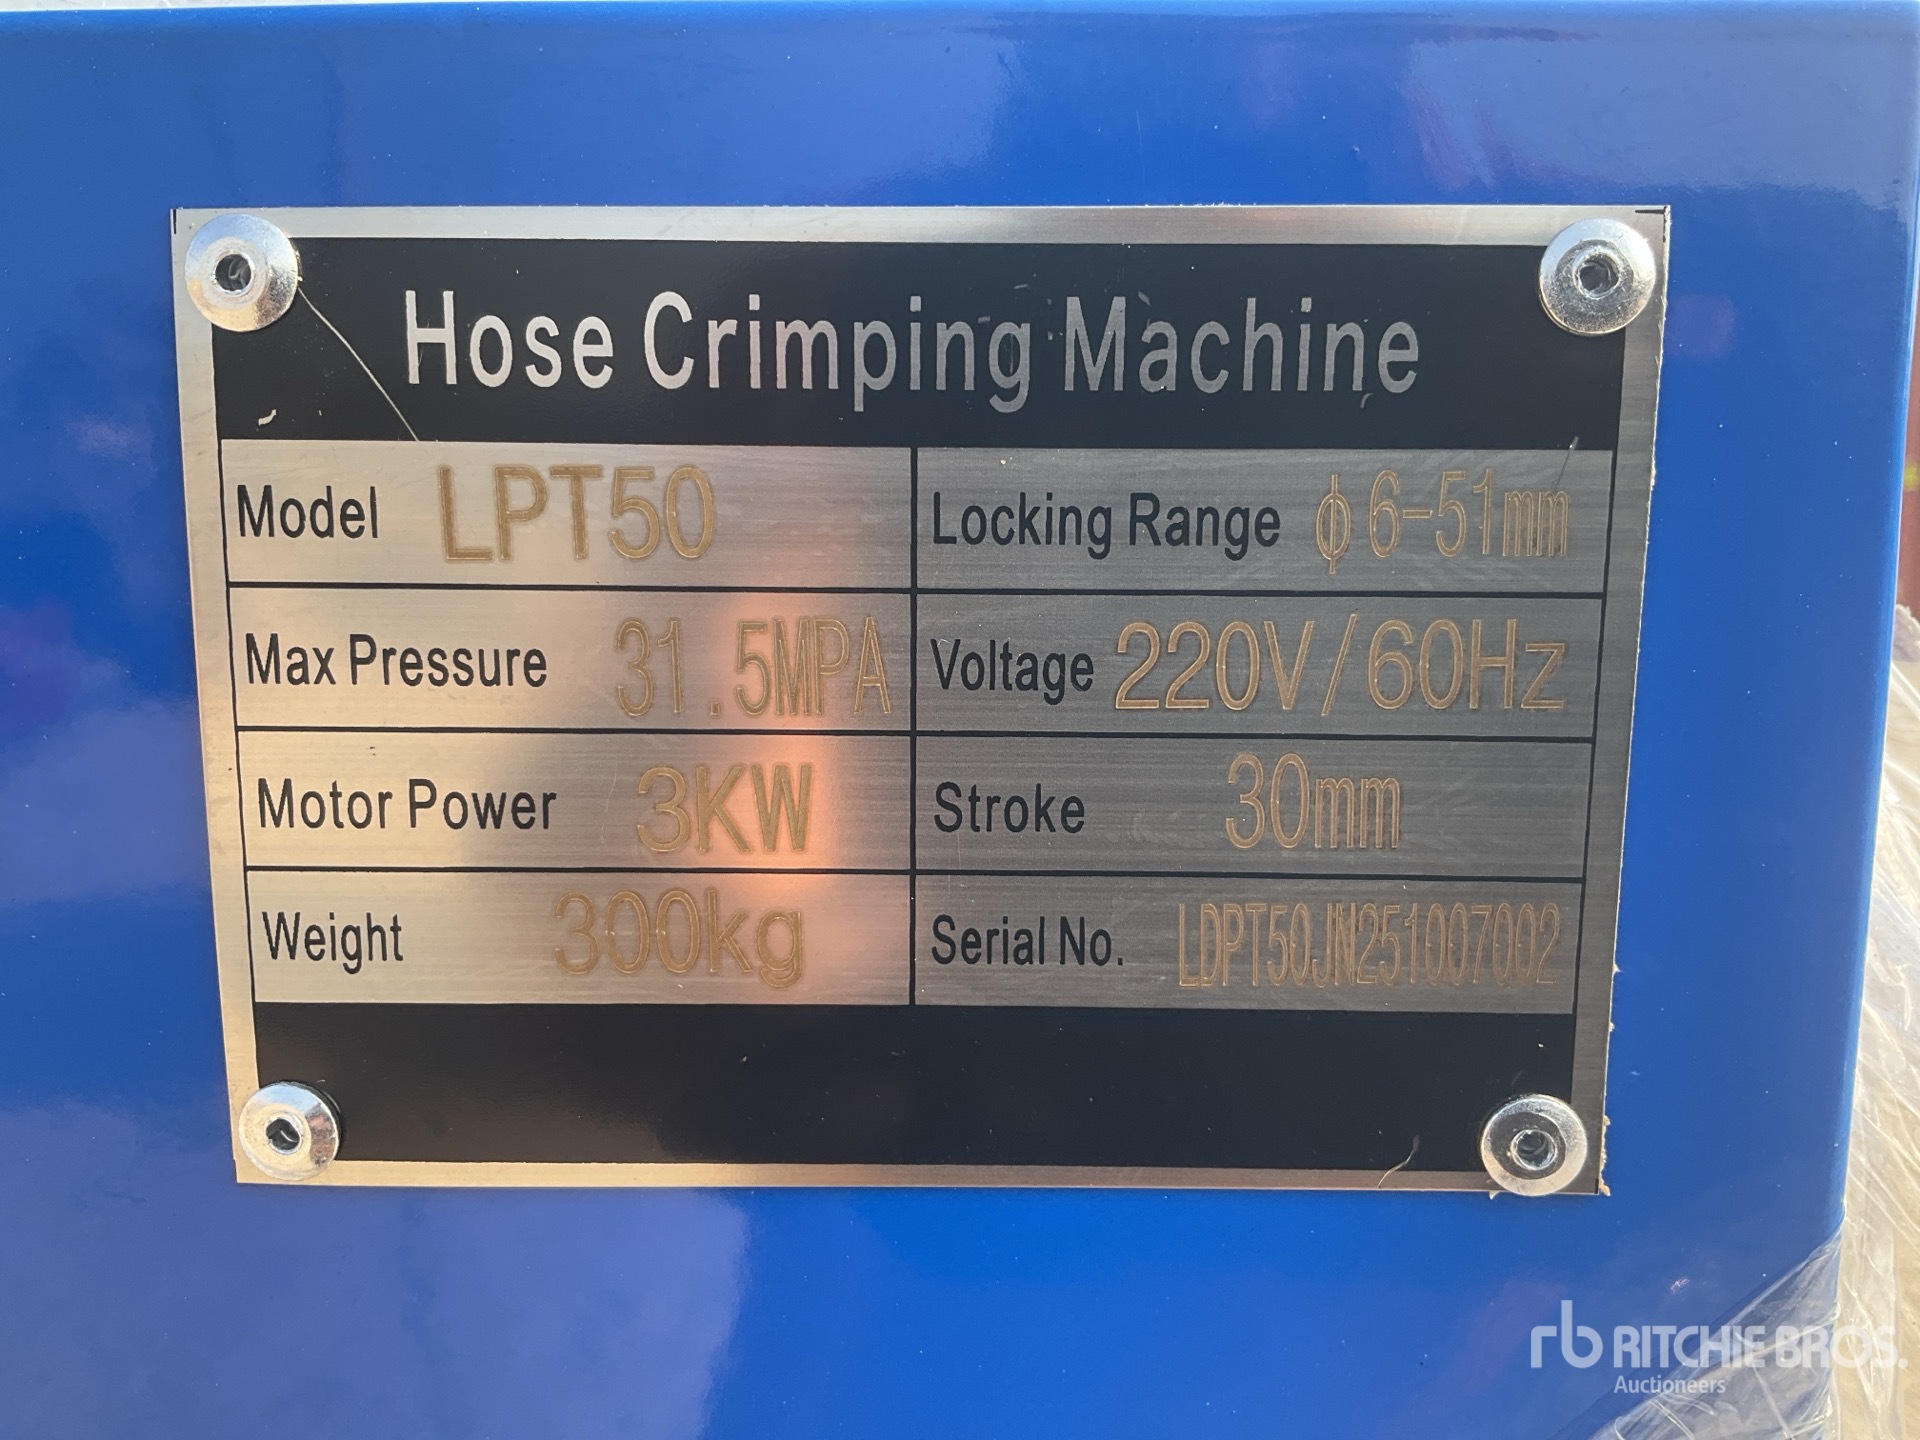 Hose Crimping Machine
Model LPT50 Locking Range ϕ6-51mm
Max Pressure 31.5MPA Voltage 220V/60Hz
Motor Power 3KW Stroke 30mm
Weight 300kg Serial No. LDPT50JN251007002
rb RITCHIE BROS.
Auctioneers